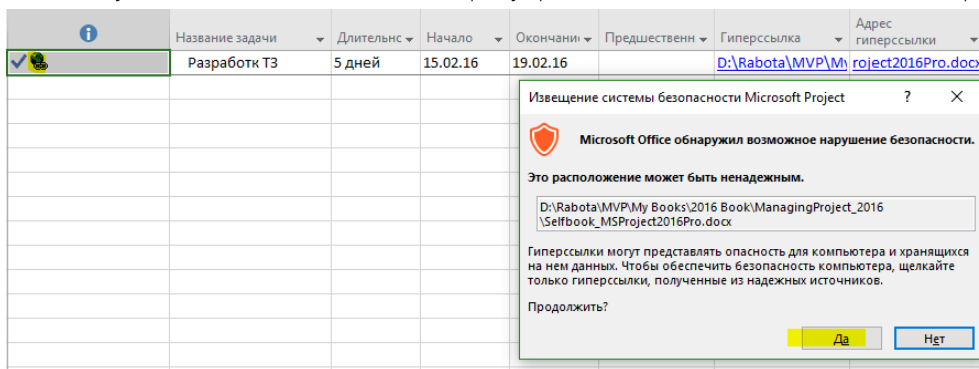 Название задачи
Длительнс
Начало
Окончани
Предшественн
Гиперссылка
Адрес
гиперссылки
Разработк ТЗ
5 дней
15.02.16
19.02.16
D:\Rabota\MVP\M
roject2016Pro.docx
Извещение системы безопасности Microsoft Project
? X
Microsoft Office обнаружил возможное нарушение безопасности.
Это расположение может быть ненадежным.
D:\Rabota\MVP\My Books\2016 Book\ManagingProject_2016
\Selfbook_MSProject2016Pro.docx
Гиперссылки могут представлять опасность для компьютера и хранящихся
на нем данных. Чтобы обеспечить безопасность компьютера, щелкайте
только гиперссылки, полученные из надежных источников.
Продолжить?
Да
Нет